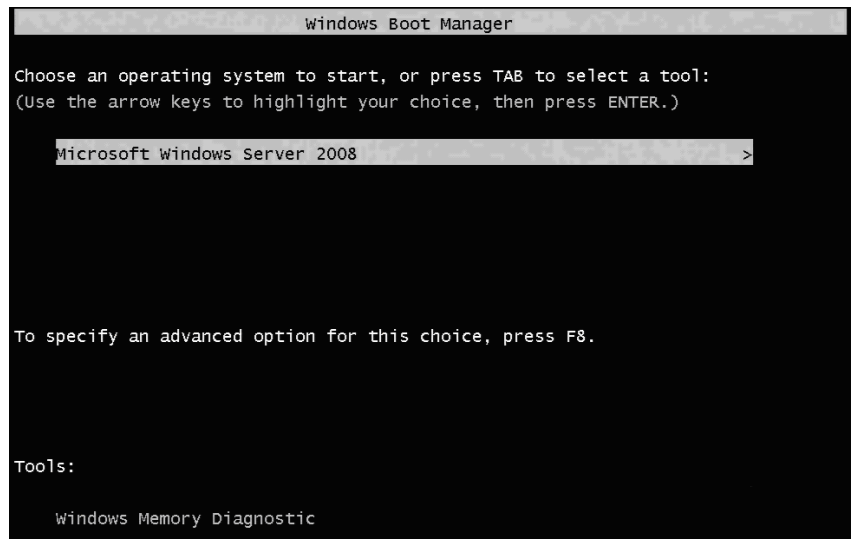 Windows Boot Manager
Choose an operating system to start, or press TAB to select a tool:
(Use the arrow keys to highlight your choice, then press ENTER.)
Microsoft Windows Server 2008 >
To specify an advanced option for this choice, press F8.
Tools:
Windows Memory Diagnostic